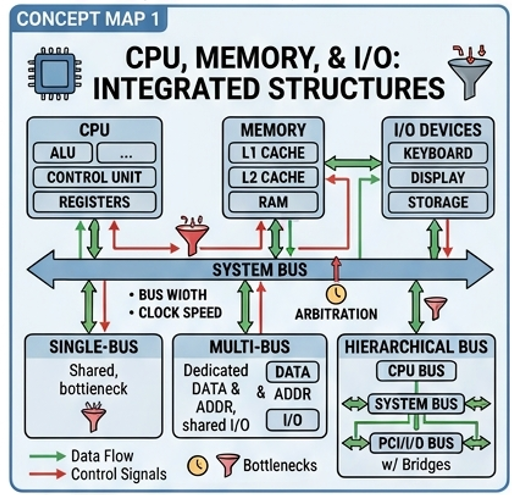 CONCEPT MAP 1
CPU, MEMORY, & I/O:
INTEGRATED STRUCTURES
CPU
ALU
...
CONTROL UNIT
REGISTERS
MEMORY
L1 CACHE
L2 CACHE
RAM
I/O DEVICES
KEYBOARD
DISPLAY
STORAGE
SYSTEM BUS
• BUS WIOTH
• CLOCK SPEED
ARBITRATION
SINGLE-BUS
Shared,
bottieneck
MULTI-BUS
Dedicated
DATA &
ADDR,
shared I/O
DATA
& ADDR
I/O
HIERARCHICAL BUS
CPU BUS
SYSTEM BUS
PCI/I/O BUS
w/ Bridges
Data Flow
Control Signals
Bottlenecks